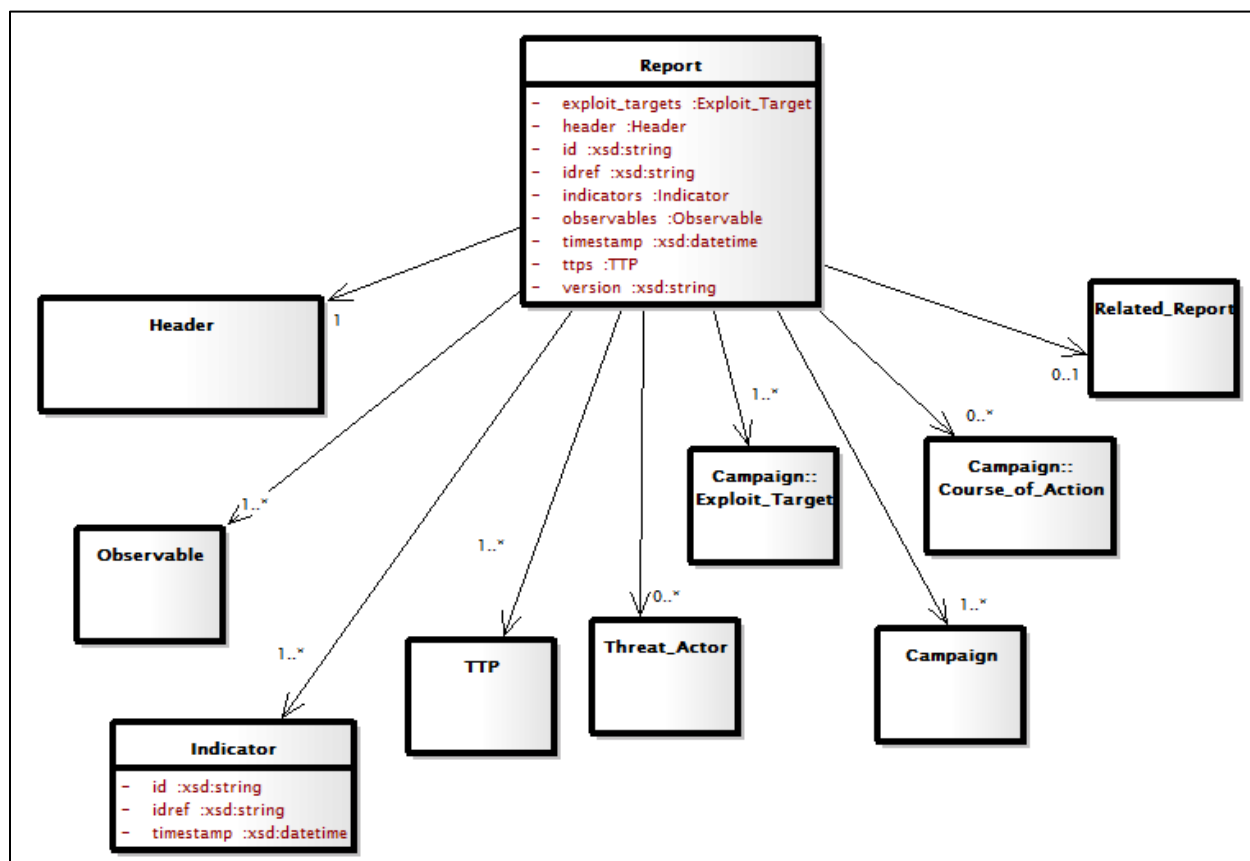 Report
- exploit_targets :Exploit_Target
- header :Header
- id :xsd:string
- idref :xsd:string
- indicators :Indicator
- observables :Observable
- timestamp :xsd:datetime
- ttps :TTP
- version :xsd:string
Header
1
Related_Report
0..1
1..*
0..*
Campaign::
Exploit_Target
Campaign::
Course_of_Action
1..*
Observable
1..*
0..*
1..*
Threat_Actor
Campaign
TTP
1..*
Indicator
- id :xsd:string
- idref :xsd:string
- timestamp :xsd:datetime